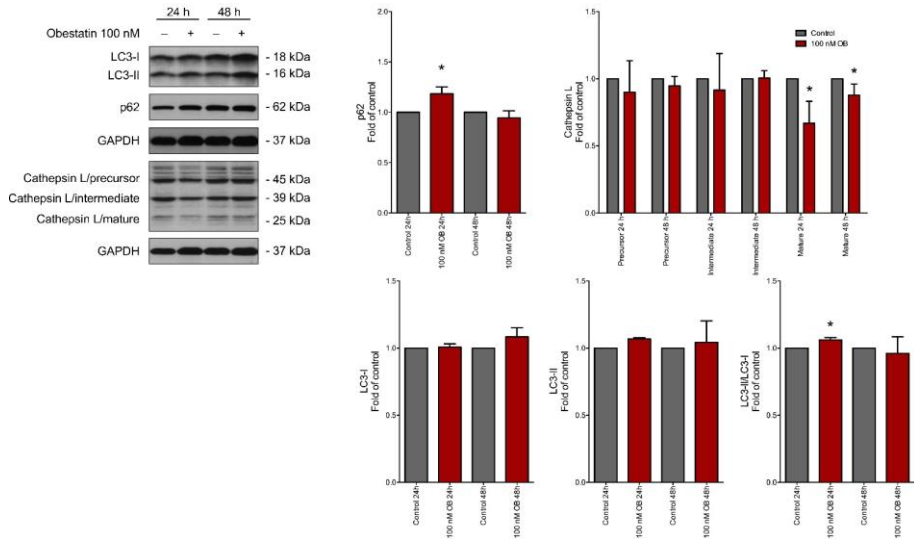 24 h 48 h
Obestatin 100 nM – + – +
LC3-I - 18 kDa
LC3-II - 16 kDa
p62 - 62 kDa
GAPDH - 37 kDa
Cathepsin L/precursor - 45 kDa
Cathepsin L/intermediate - 39 kDa
Cathepsin L/mature - 25 kDa
GAPDH - 37 kDa
p62
Fold of control
2.0
1.5
1.0
0.5
0.0
*
Control 24h
100 nM OB 24h
Control 48h
100 nM OB 48h
Cathepsin L
Fold of control
1.5
1.0
0.5
0.0
Control
100 nM OB
*
*
Precursor 24 h
Precursor 48 h
Intermediate 24 h
Intermediate 48 h
Mature 24 h
Mature 48 h
LC3-I
Fold of control
1.5
1.0
0.5
0.0
Control 24h
100 nM OB 24h
Control 48h
100 nM OB 48h
LC3-II
Fold of control
1.5
1.0
0.5
0.0
Control 24h
100 nM OB 24h
Control 48h
100 nM OB 48h
LC3-II/LC3-I
Fold of control
1.5
1.0
0.5
0.0
*
Control 24h
100 nM OB 24h
Control 48h
100 nM OB 48h